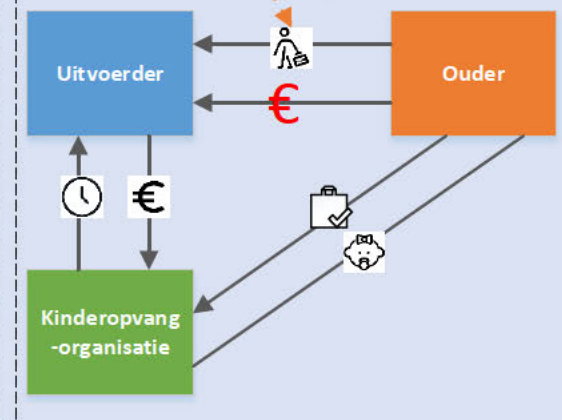 Uitvoerder
Ouder
€
€
Kinderopvang
-organisatie